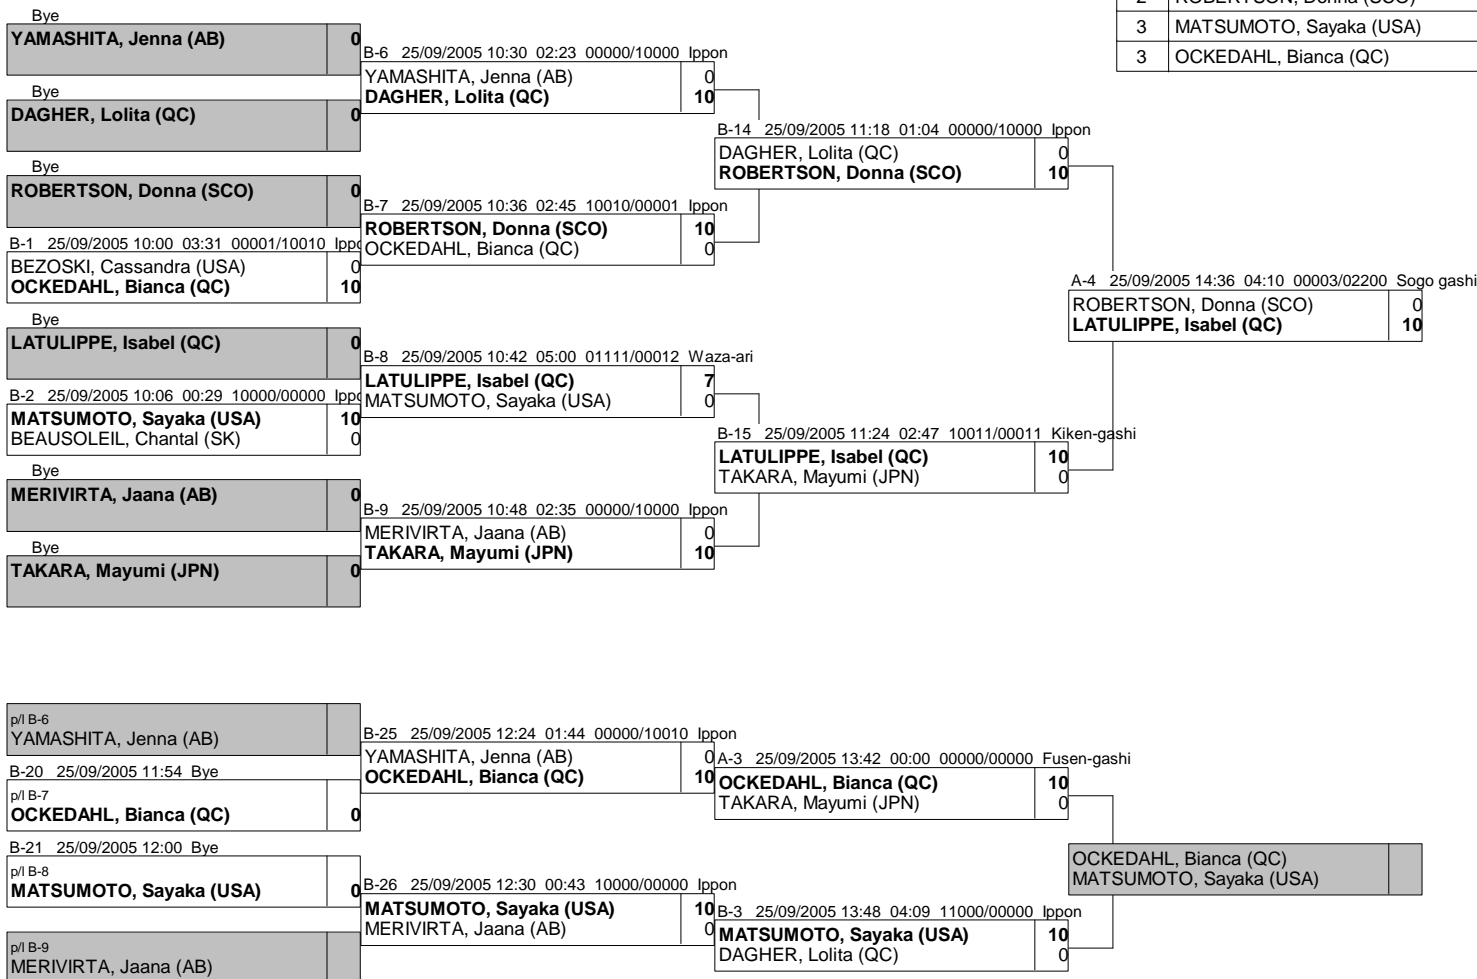 2 ROBERTSON, Donna (SCO)
3 MATSUMOTO, Sayaka (USA)
3 OCKEDAHL, Bianca (QC)
Bye
YAMASHITA, Jenna (AB) 0
Bye
DAGHER, Lolita (QC) 0
Bye
ROBERTSON, Donna (SCO) 0
B-1 25/09/2005 10:00 03:31 00001/10010 Ippo
BEZOSKI, Cassandra (USA) 0
OCKEDAHL, Bianca (QC) 10
Bye
LATULIPPE, Isabel (QC) 0
B-2 25/09/2005 10:06 00:29 10000/00000 Ippo
MATSUMOTO, Sayaka (USA) 10
BEAUSOLEIL, Chantal (SK) 0
Bye
MERIVIRTA, Jaana (AB) 0
Bye
TAKARA, Mayumi (JPN) 0
B-6 25/09/2005 10:30 02:23 00000/10000 Ippon
YAMASHITA, Jenna (AB) 0
DAGHER, Lolita (QC) 10
B-7 25/09/2005 10:36 02:45 10010/00001 Ippon
ROBERTSON, Donna (SCO) 10
OCKEDAHL, Bianca (QC) 0
B-8 25/09/2005 10:42 05:00 01111/00012 Waza-ari
LATULIPPE, Isabel (QC) 7
MATSUMOTO, Sayaka (USA) 0
B-9 25/09/2005 10:48 02:35 00000/10000 Ippon
MERIVIRTA, Jaana (AB) 0
TAKARA, Mayumi (JPN) 10
B-14 25/09/2005 11:18 01:04 00000/10000 Ippon
DAGHER, Lolita (QC) 0
ROBERTSON, Donna (SCO) 10
B-15 25/09/2005 11:24 02:47 10011/00011 Kiken-gashi
LATULIPPE, Isabel (QC) 10
TAKARA, Mayumi (JPN) 0
A-4 25/09/2005 14:36 04:10 00003/02200 Sogo gashi
ROBERTSON, Donna (SCO) 0
LATULIPPE, Isabel (QC) 10
p/l B-6
YAMASHITA, Jenna (AB)
B-20 25/09/2005 11:54 Bye
p/l B-7
OCKEDAHL, Bianca (QC) 0
B-21 25/09/2005 12:00 Bye
p/l B-8
MATSUMOTO, Sayaka (USA) 0
p/l B-9
MERIVIRTA, Jaana (AB)
B-25 25/09/2005 12:24 01:44 00000/10010 Ippon
YAMASHITA, Jenna (AB) 0
OCKEDAHL, Bianca (QC) 10
B-26 25/09/2005 12:30 00:43 10000/00000 Ippon
MATSUMOTO, Sayaka (USA) 10
MERIVIRTA, Jaana (AB) 0
A-3 25/09/2005 13:42 00:00 00000/00000 Fusen-gashi
OCKEDAHL, Bianca (QC) 10
TAKARA, Mayumi (JPN) 0
B-3 25/09/2005 13:48 04:09 11000/00000 Ippon
MATSUMOTO, Sayaka (USA) 10
DAGHER, Lolita (QC) 0
OCKEDAHL, Bianca (QC)
MATSUMOTO, Sayaka (USA)